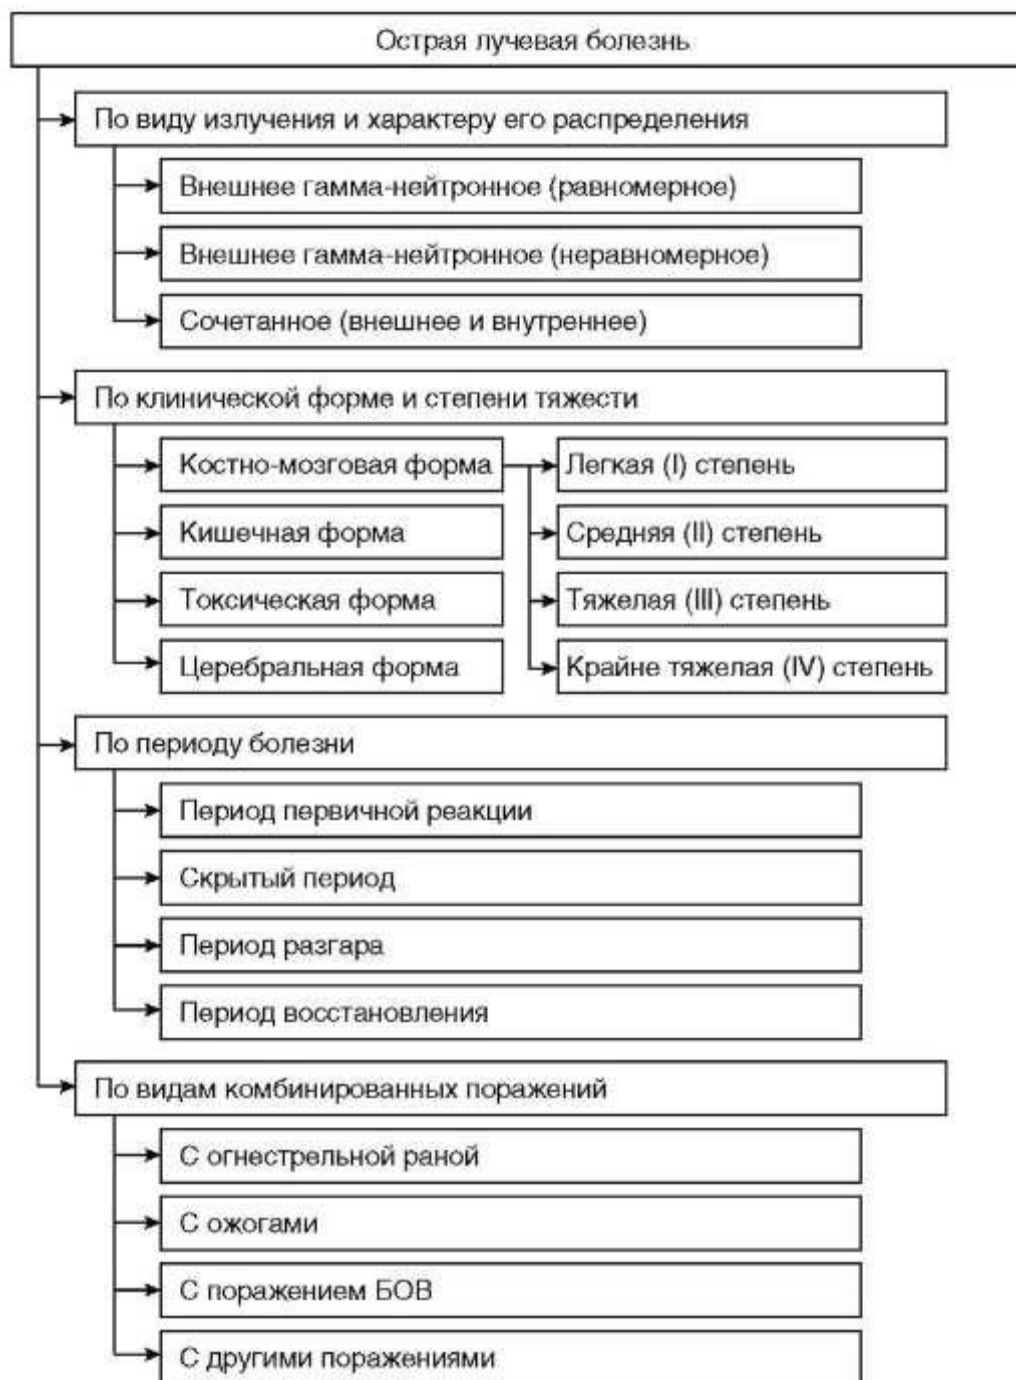 Острая лучевая болезнь
По виду излучения и характеру его распределения
Внешнее гамма-нейтронное (равномерное)
Внешнее гамма-нейтронное (неравномерное)
Сочетанное (внешнее и внутреннее)
По клинической форме и степени тяжести
Костно-мозговая форма
Легкая (I) степень
Кишечная форма
Средняя (II) степень
Токсическая форма
Тяжелая (III) степень
Церебральная форма
Крайне тяжелая (IV) степень
По периоду болезни
Период первичной реакции
Скрытый период
Период разгара
Период восстановления
По видам комбинированных поражений
С огнестрельной раной
С ожогами
С поражением БОВ
С другими поражениями